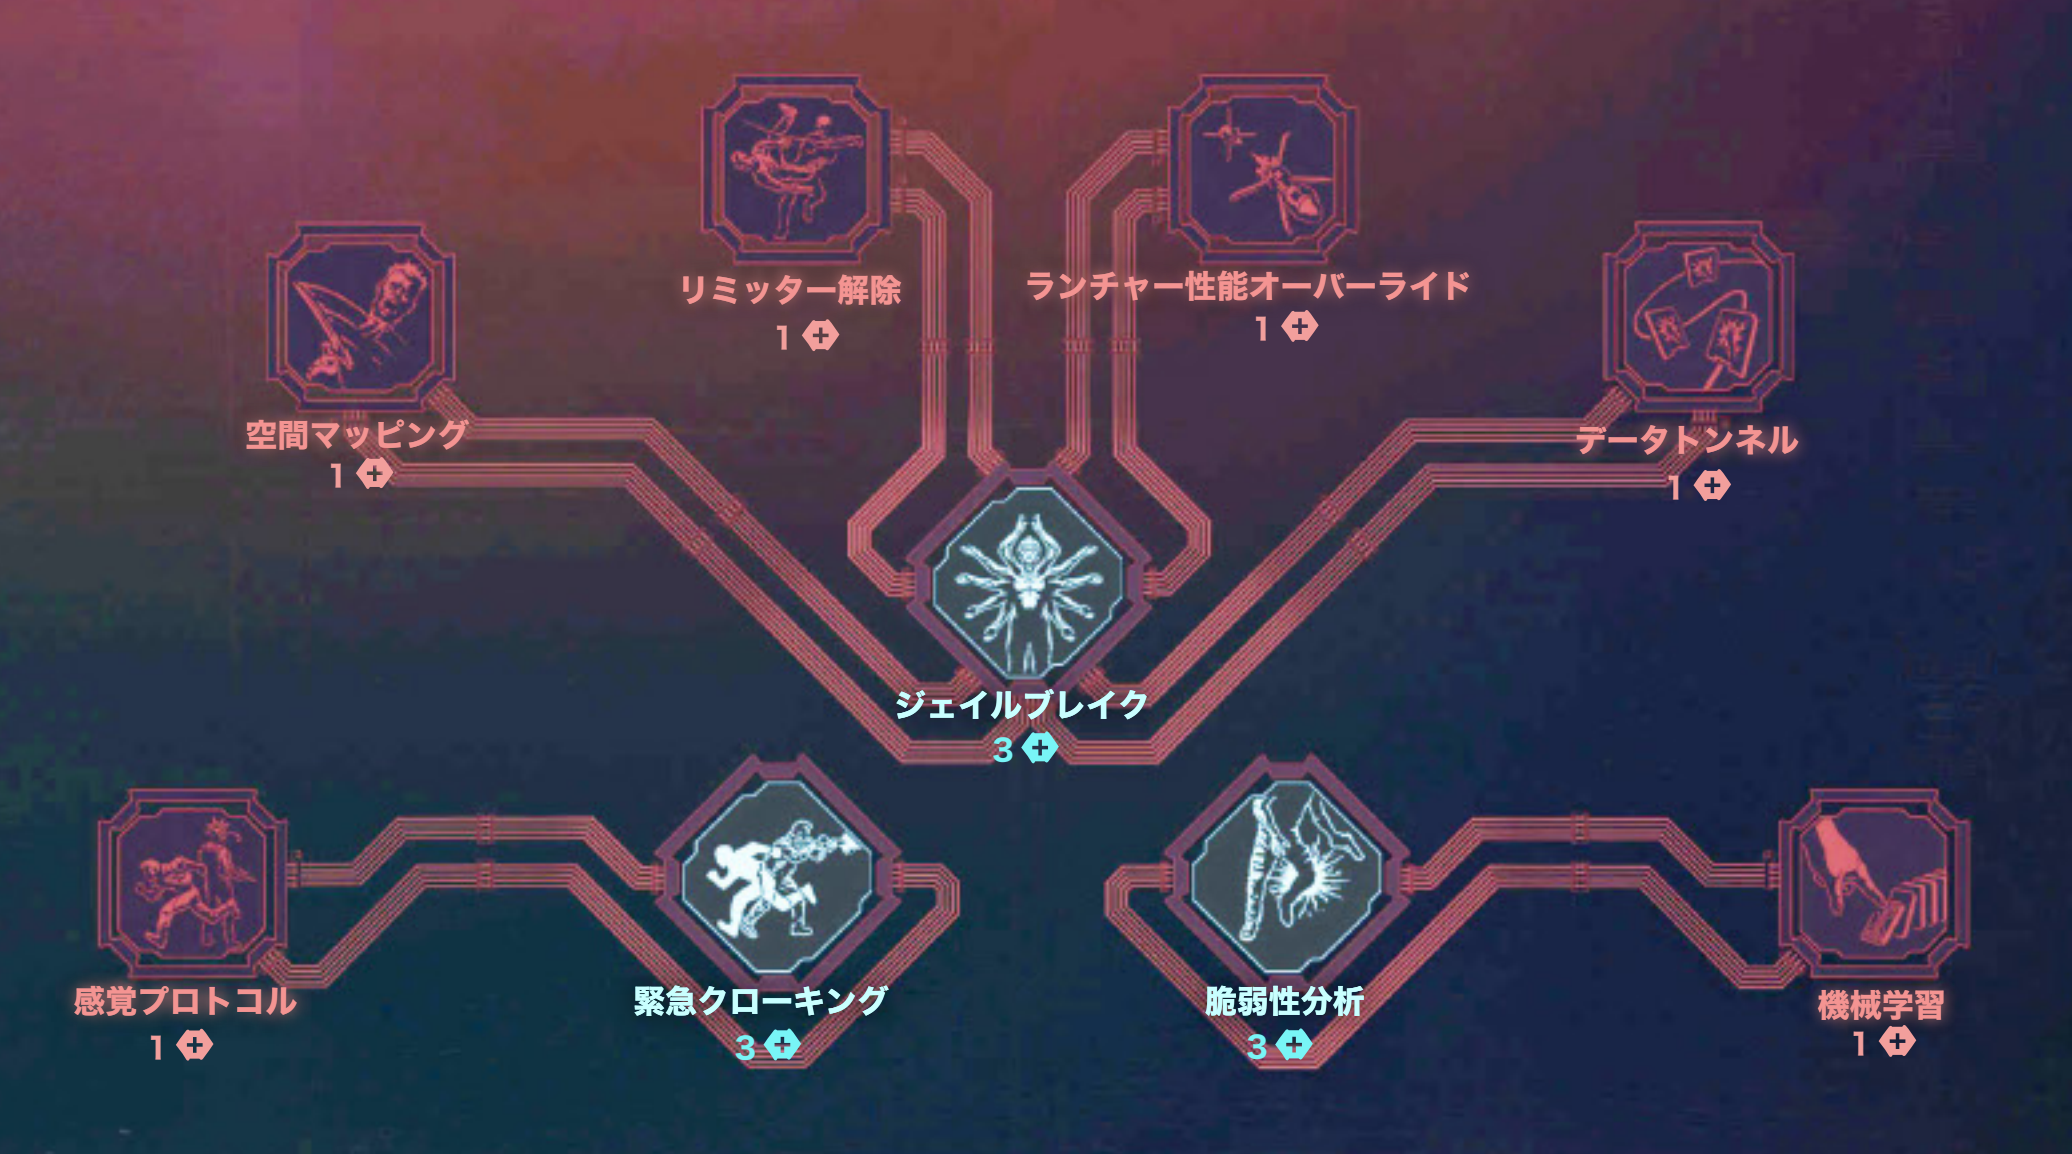 リミッター解除
1
ランチャー性能オーバーライド
1
空間マッピング
1
データトンネル
1
ジェイルブレイク
3
感覚プロトコル
1
緊急クローキング
3
脆弱性分析
3
機械学習
1